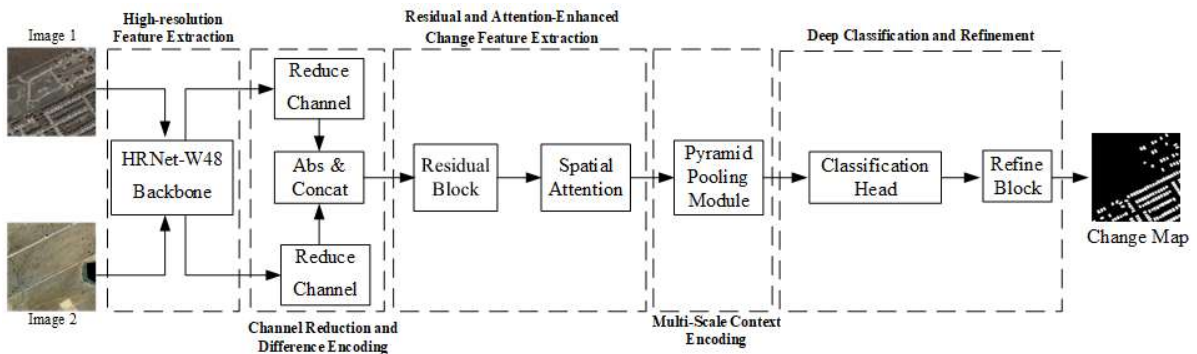 Image 1
High-resolution
Feature Extraction
Residual and Attention-Enhanced
Change Feature Extraction
Deep Classification and Refinement
Reduce
Channel
HRNet-W48
Backbone
Abs &
Concat
Residual
Block
Spatial
Attention
Pyramid
Pooling
Module
Classification
Head
Refine
Block
Change Map
Reduce
Channel
Image 2
Channel Reduction and
Difference Encoding
Multi-Scale Context
Encoding